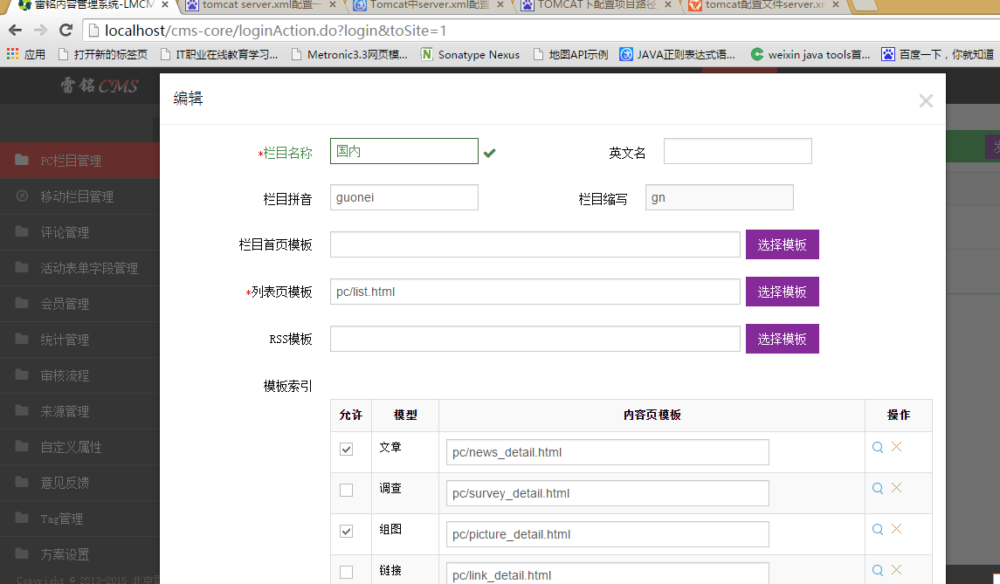 雷铭内容管理系统-LMCM
tomcat server.xml配置
Tomcat中server.xml配置
TOMCAT下配置项目路径
tomcat配置文件server.xm
localhost/cms-core/loginAction.do?login&toSite=1
应用
打开新的标签页
IT职业在线教育学习...
Metronic3.3网页模...
Sonatype Nexus
地图API示例
JAVA正则表达式语...
weixin java tools首...
百度一下,你就知道
雷铭CMS
PC栏目管理
移动栏目管理
评论管理
活动表单字段管理
会员管理
统计管理
审核流程
来源管理
自定义属性
意见反馈
Tag管理
方案设置
Copyright © 2013-2015 北京
编辑
*栏目名称 国内
英文名
栏目拼音 guonei
栏目缩写 gn
栏目首页模板 选择模板
*列表页模板 pc/list.html 选择模板
RSS模板 选择模板
模板索引
允许 模型 内容页模板 操作
文章 pc/news_detail.html
调查 pc/survey_detail.html
组图 pc/picture_detail.html
链接 pc/link_detail.html